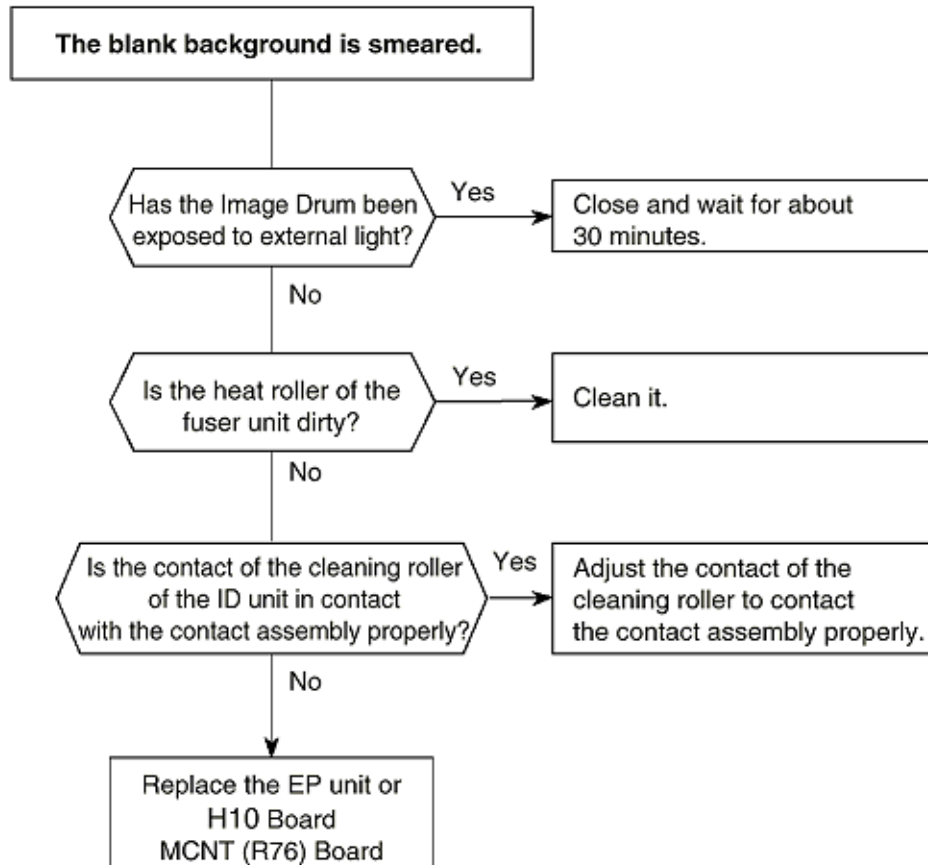 The blank background is smeared.
Has the Image Drum been
exposed to external light?
Yes
Close and wait for about
30 minutes.
No
Is the heat roller of the
fuser unit dirty?
Yes
Clean it.
No
Is the contact of the cleaning roller
of the ID unit in contact
with the contact assembly properly?
Yes
Adjust the contact of the
cleaning roller to contact
the contact assembly properly.
No
Replace the EP unit or
H10 Board
MCNT (R76) Board